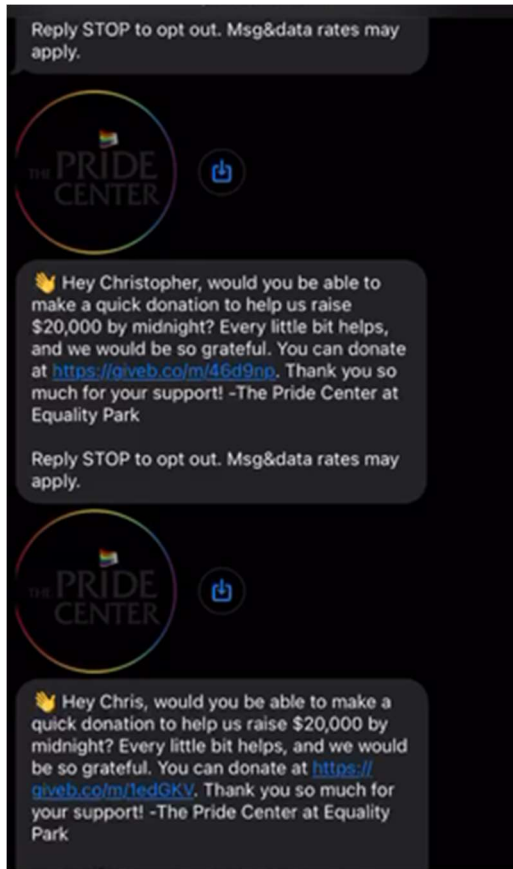 Reply STOP to opt out. Msg&data rates may
apply.
THE PRIDE
CENTER
👋 Hey Christopher, would you be able to
make a quick donation to help us raise
$20,000 by midnight? Every little bit helps,
and we would be so grateful. You can donate
at https://giveb.co/m/46d9np. Thank you so
much for your support! -The Pride Center at
Equality Park
Reply STOP to opt out. Msg&data rates may
apply.
THE PRIDE
CENTER
👋 Hey Chris, would you be able to make a
quick donation to help us raise $20,000 by
midnight? Every little bit helps, and we would
be so grateful. You can donate at https://
giveb.co/m/1edGKV. Thank you so much for
your support! -The Pride Center at Equality
Park